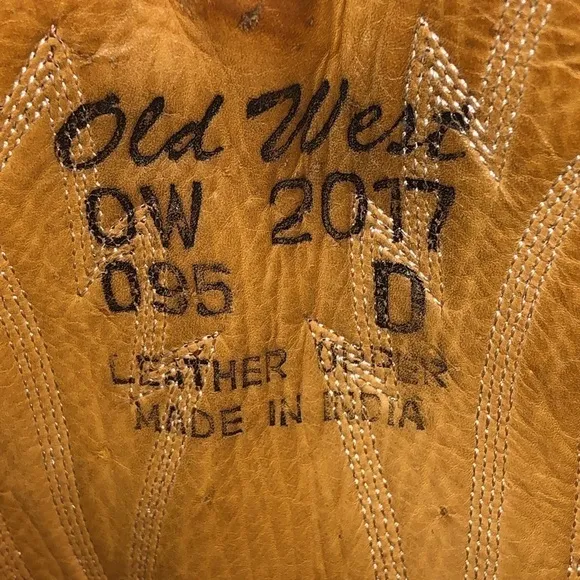 Old West
OW 2017
095 D
LEATHER UPPER
MADE IN INDIA